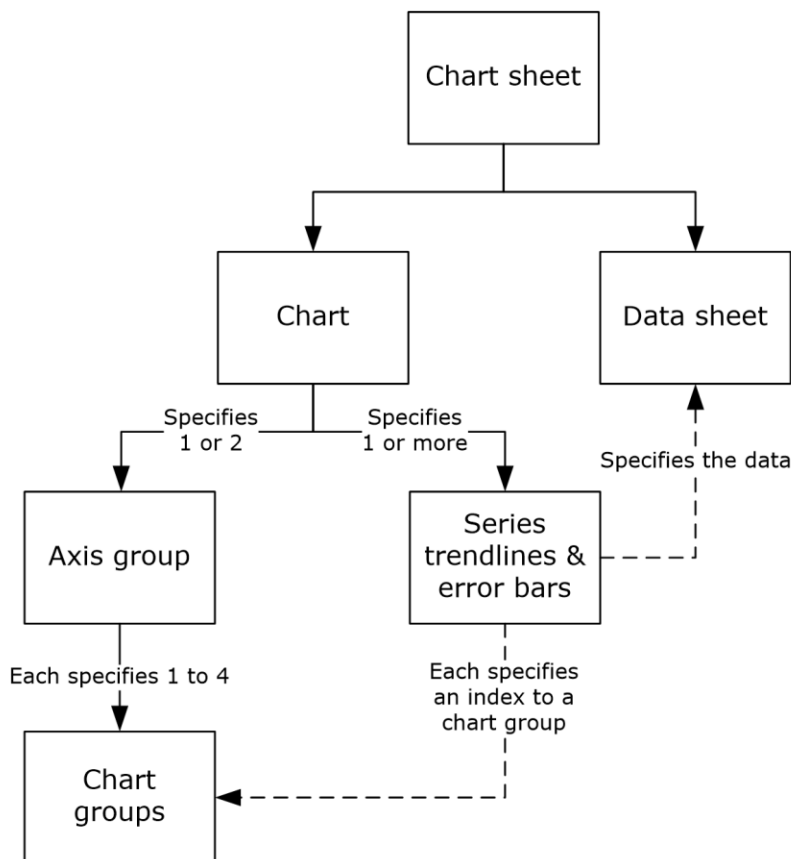 Chart sheet
Chart
Data sheet
Specifies
1 or 2
Specifies
1 or more
Specifies the data
Axis group
Series
trendlines &
error bars
Each specifies 1 to 4
Each specifies
an index to a
chart group
Chart
groups